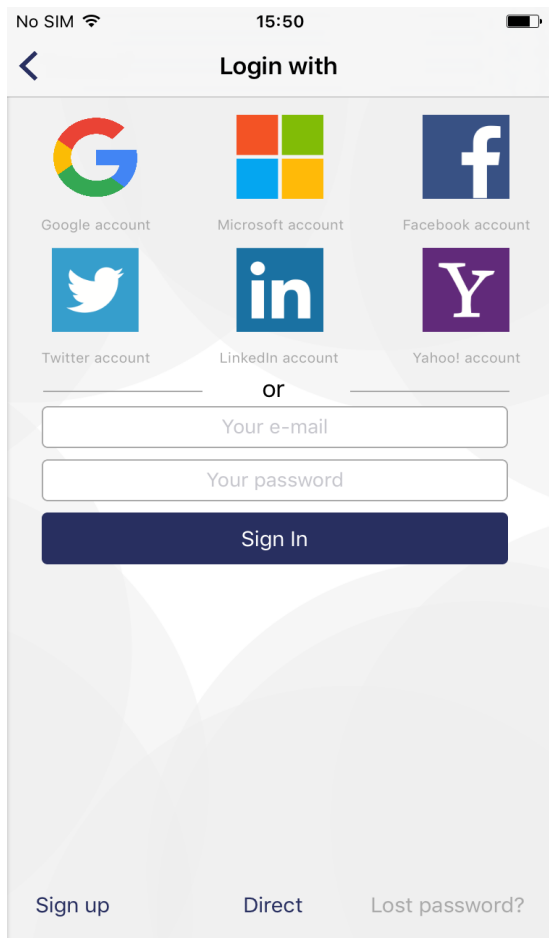 No SIM 15:50
Login with
Google account Microsoft account Facebook account
Twitter account LinkedIn account Yahoo! account
or
Your e-mail
Your password
Sign In
Sign up Direct Lost password?